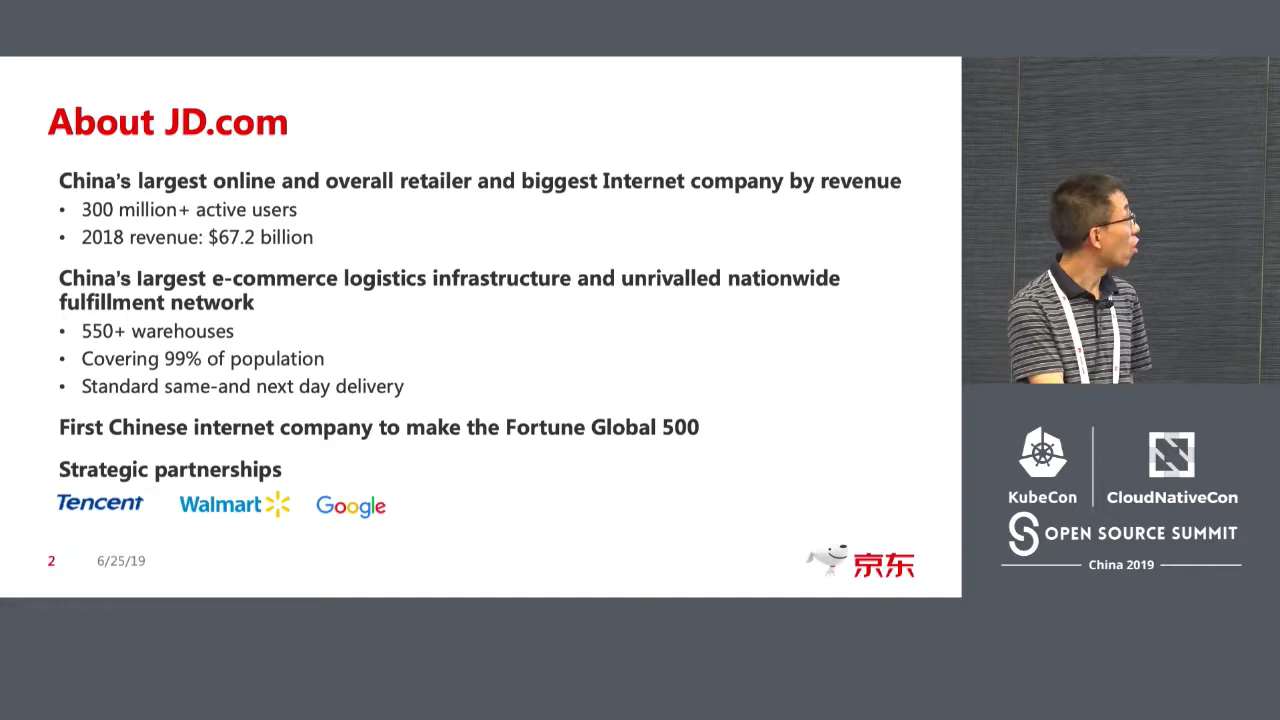 About JD.com
China's largest online and overall retailer and biggest Internet company by revenue
• 300 million+ active users
• 2018 revenue: $67.2 billion
China's largest e-commerce logistics infrastructure and unrivalled nationwide
fulfillment network
• 550+ warehouses
• Covering 99% of population
• Standard same-and next day delivery
First Chinese internet company to make the Fortune Global 500
Strategic partnerships
Tencent Walmart Google
2 6/25/19
京东
KubeCon CloudNativeCon
OPEN SOURCE SUMMIT
China 2019